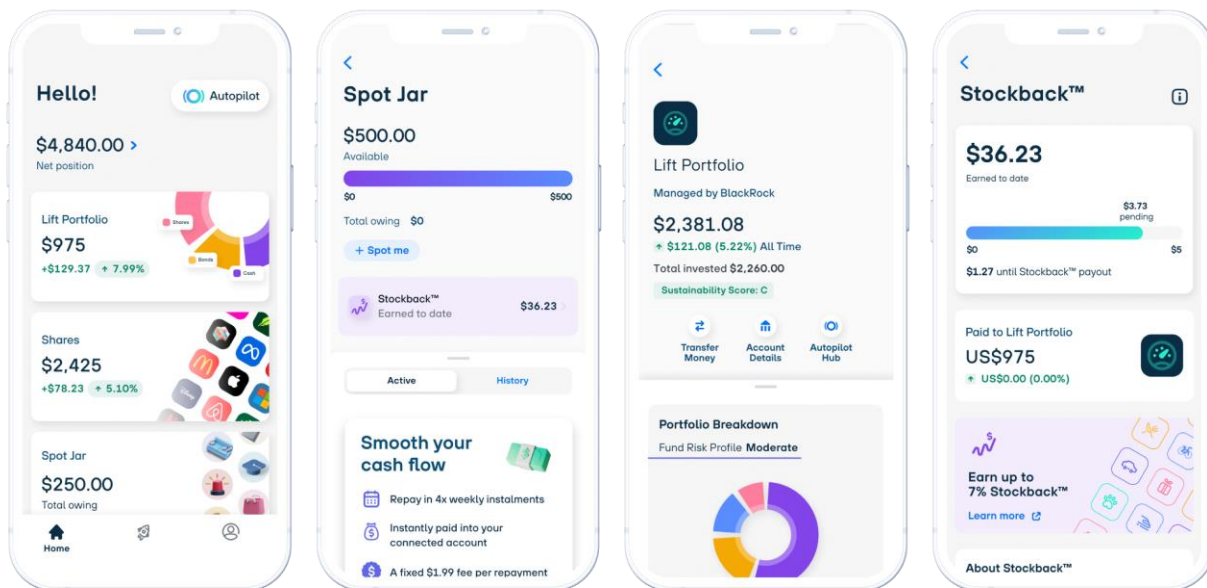 Hello!
Autopilot
$4,840.00 >
Net position
Lift Portfolio
$975
+$129.37 ↑ 7.99%
Shares
Bonds
Cash
Shares
$2,425
+$78.23 ↑ 5.10%
Spot Jar
$250.00
Total owing
Home
Spot Jar
$500.00
Available
$0 $500
Total owing $0
+ Spot me
Stockback™
Earned to date
$36.23
Active History
Smooth your
cash flow
Repay in 4x weekly instalments
Instantly paid into your
connected account
A fixed $1.99 fee per repayment
Lift Portfolio
Managed by BlackRock
$2,381.08
↑ $121.08 (5.22%) All Time
Total invested $2,260.00
Sustainability Score: C
Transfer
Money
Account
Details
Autopilot
Hub
Portfolio Breakdown
Fund Risk Profile Moderate
Stockback™
$36.23
Earned to date
$3.73
pending
$0 $5
$1.27 until Stockback™ payout
Paid to Lift Portfolio
US$975
↑ US$0.00 (0.00%)
Earn up to
7% Stockback™
Learn more
About Stockback™